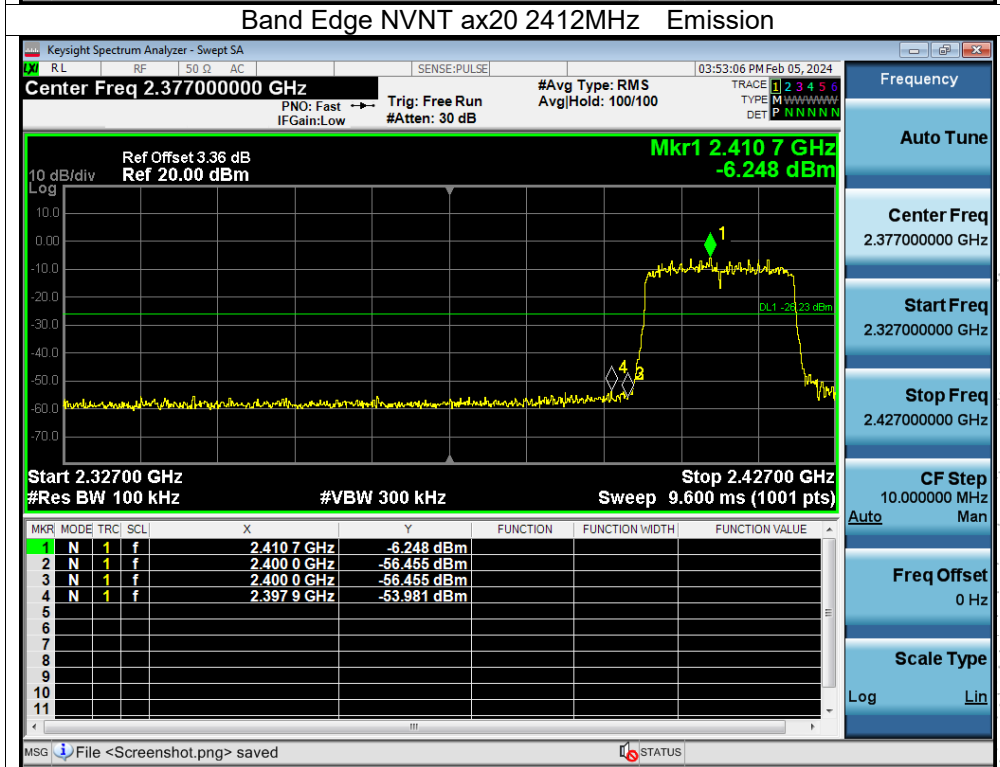 Band Edge NVNT ax20 2412MHz Emission
Keysight Spectrum Analyzer - Swept SA
LXI RL RF 50 Ω AC SENSE:PULSE 03:53:06 PM Feb 05, 2024
Center Freq 2.377000000 GHz
PNO: Fast
IFGain:Low
Trig: Free Run
#Atten: 30 dB
#Avg Type: RMS
Avg|Hold: 100/100
TRACE 1 2 3 4 5 6
TYPE M W W W W W
DET P N N N N N
Mkr1 2.410 7 GHz
-6.248 dBm
Ref Offset 3.36 dB
10 dB/div Ref 20.00 dBm
Log
10.0
0.00
-10.0
-20.0
-30.0
-40.0
-50.0
-60.0
-70.0
1
DL1 -26.23 dBm
4
Start 2.32700 GHz Stop 2.42700 GHz
#Res BW 100 kHz #VBW 300 kHz Sweep 9.600 ms (1001 pts)
MKR MODE TRC SCL X Y FUNCTION FUNCTION WIDTH FUNCTION VALUE
1 N 1 f 2.410 7 GHz -6.248 dBm
2 N 1 f 2.400 0 GHz -56.455 dBm
3 N 1 f 2.400 0 GHz -56.455 dBm
4 N 1 f 2.397 9 GHz -53.981 dBm
5
6
7
8
9
10
11
MSG File <Screenshot.png> saved STATUS
Frequency
Auto Tune
Center Freq
2.377000000 GHz
Start Freq
2.327000000 GHz
Stop Freq
2.427000000 GHz
CF Step
10.000000 MHz
Auto Man
Freq Offset
0 Hz
Scale Type
Log Lin